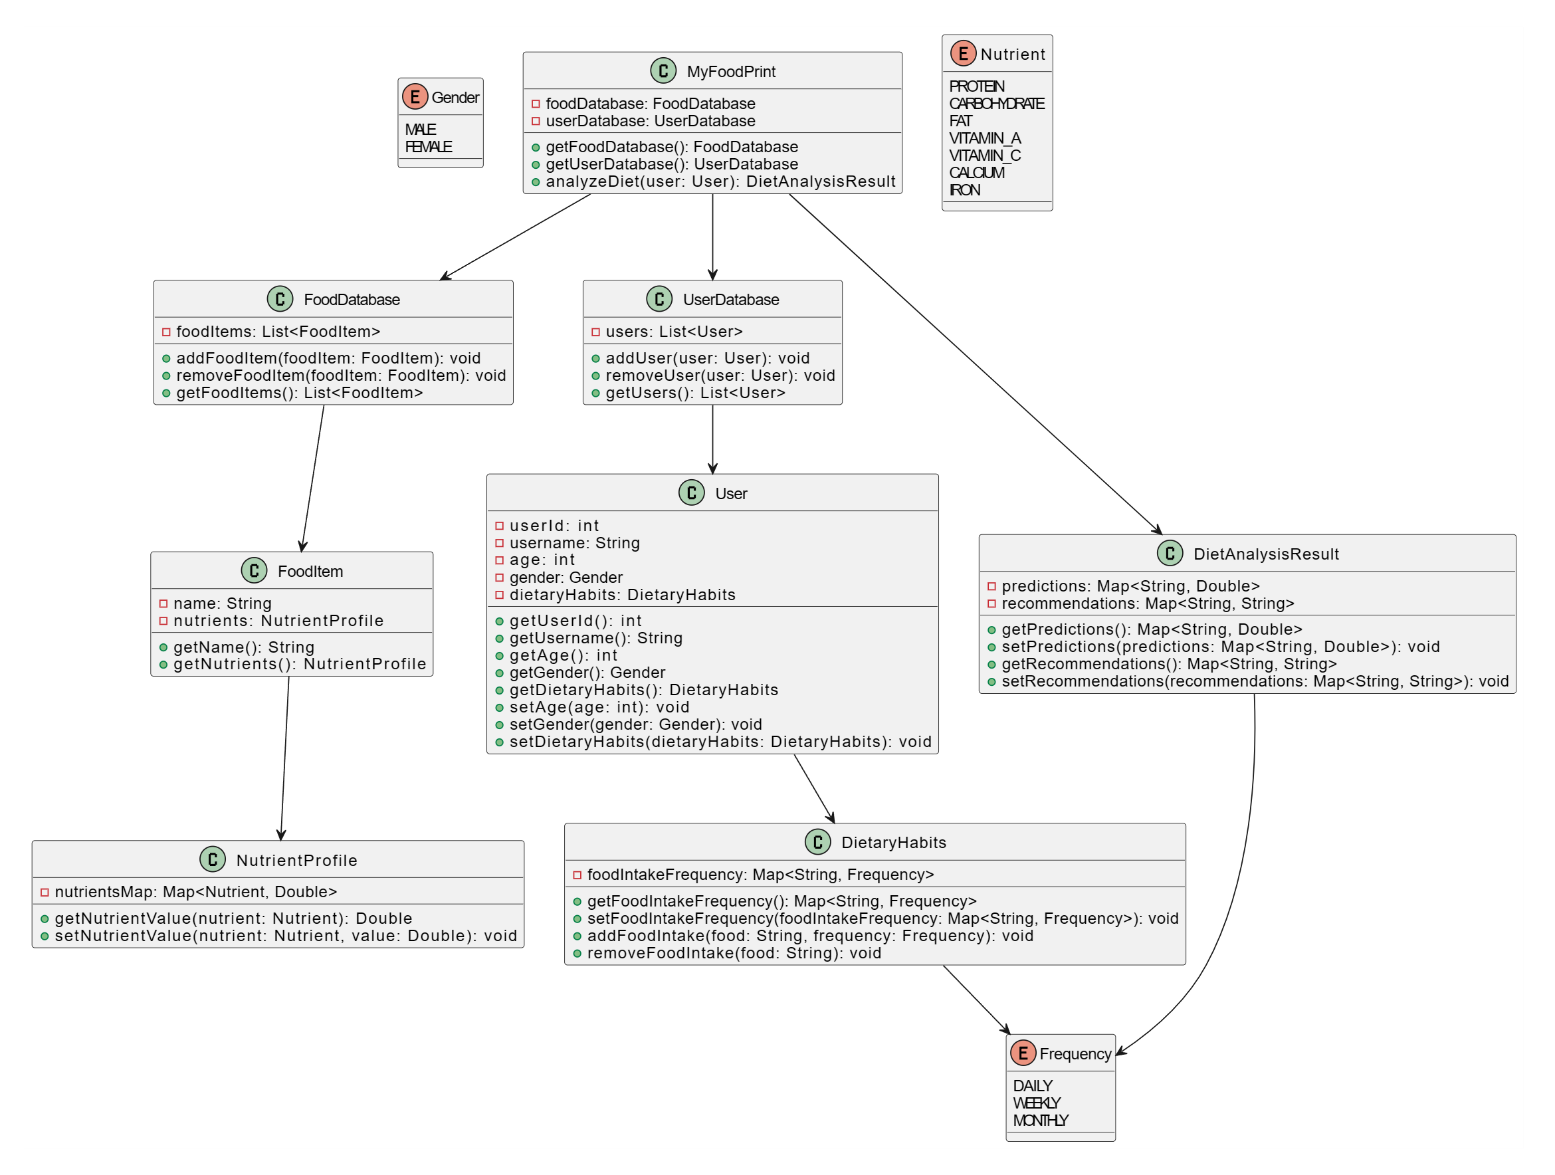 E Gender
MALE
FEMALE
C MyFoodPrint
foodDatabase: FoodDatabase
userDatabase: UserDatabase
getFoodDatabase(): FoodDatabase
getUserDatabase(): UserDatabase
analyzeDiet(user: User): DietAnalysisResult
E Nutrient
PROTEIN
CARBOHYDRATE
FAT
VITAMIN_A
VITAMIN_C
CALCIUM
IRON
C FoodDatabase
foodItems: List<FoodItem>
addFoodItem(foodItem: FoodItem): void
removeFoodItem(foodItem: FoodItem): void
getFoodItems(): List<FoodItem>
C UserDatabase
users: List<User>
addUser(user: User): void
removeUser(user: User): void
getUsers(): List<User>
C FoodItem
name: String
nutrients: NutrientProfile
getName(): String
getNutrients(): NutrientProfile
C User
userId: int
username: String
age: int
gender: Gender
dietaryHabits: DietaryHabits
getUserId(): int
getUsername(): String
getAge(): int
getGender(): Gender
getDietaryHabits(): DietaryHabits
setAge(age: int): void
setGender(gender: Gender): void
setDietaryHabits(dietaryHabits: DietaryHabits): void
C DietAnalysisResult
predictions: Map<String, Double>
recommendations: Map<String, String>
getPredictions(): Map<String, Double>
setPredictions(predictions: Map<String, Double>): void
getRecommendations(): Map<String, String>
setRecommendations(recommendations: Map<String, String>): void
C NutrientProfile
nutrientsMap: Map<Nutrient, Double>
getNutrientValue(nutrient: Nutrient): Double
setNutrientValue(nutrient: Nutrient, value: Double): void
C DietaryHabits
foodIntakeFrequency: Map<String, Frequency>
getFoodIntakeFrequency(): Map<String, Frequency>
setFoodIntakeFrequency(foodIntakeFrequency: Map<String, Frequency>): void
addFoodIntake(food: String, frequency: Frequency): void
removeFoodIntake(food: String): void
E Frequency
DAILY
WEEKLY
MONTHLY